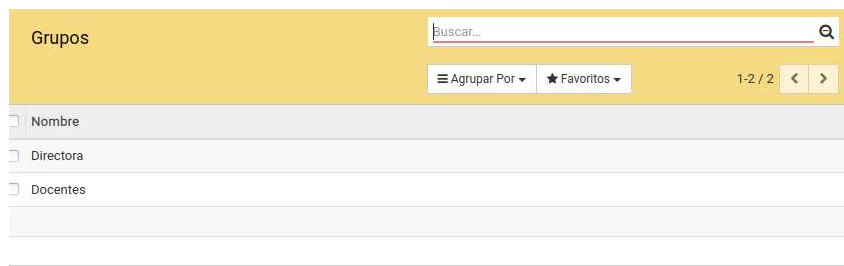 Grupos
Buscar...
Agrupar Por
Favoritos
1-2 / 2
Nombre
Directora
Docentes